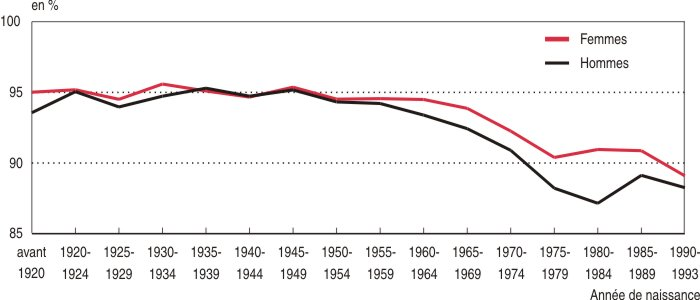 en %
100
Femmes
Hommes
95
90
85
avant 1920- 1925- 1930- 1935- 1940- 1945- 1950- 1955- 1960- 1965- 1970- 1975- 1980- 1985- 1990-
1920 1924 1929 1934 1939 1944 1949 1954 1959 1964 1969 1974 1979 1984 1989 1993
Année de naissance